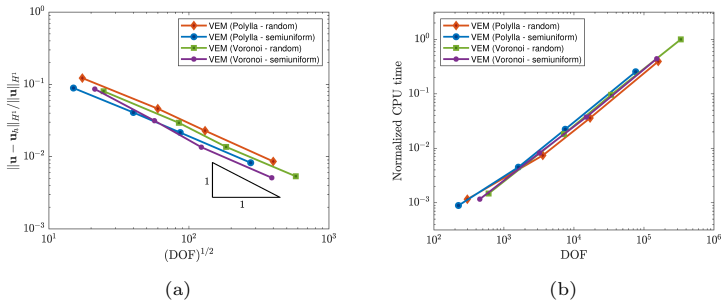 10^0
10^{-1}
10^{-2}
10^{-3}
||u − u_h||_{H^1}/||u||_{H^1}
VEM (Polylla - random)
VEM (Polylla - semiuniform)
VEM (Voronoi - random)
VEM (Voronoi - semiuniform)
1
1
10^1
10^2
10^3
(DOF)^{1/2}
(a)
10^0
10^{-1}
10^{-2}
10^{-3}
Normalized CPU time
VEM (Polylla - random)
VEM (Polylla - semiuniform)
VEM (Voronoi - random)
VEM (Voronoi - semiuniform)
10^2
10^3
10^4
10^5
10^6
DOF
(b)